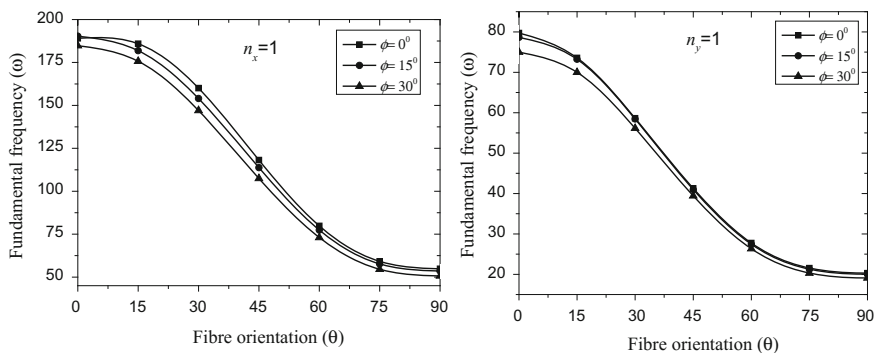 200
175
150
125
100
75
50
0 15 30 45 60 75 90
Fundamental frequency (ω)
Fibre orientation (θ)
nₓ=1
ϕ= 0⁰
ϕ= 15⁰
ϕ= 30⁰
80
70
60
50
40
30
20
0 15 30 45 60 75 90
Fundamental frequency (ω)
Fibre orientation (θ)
n_y=1
ϕ= 0⁰
ϕ= 15⁰
ϕ= 30⁰